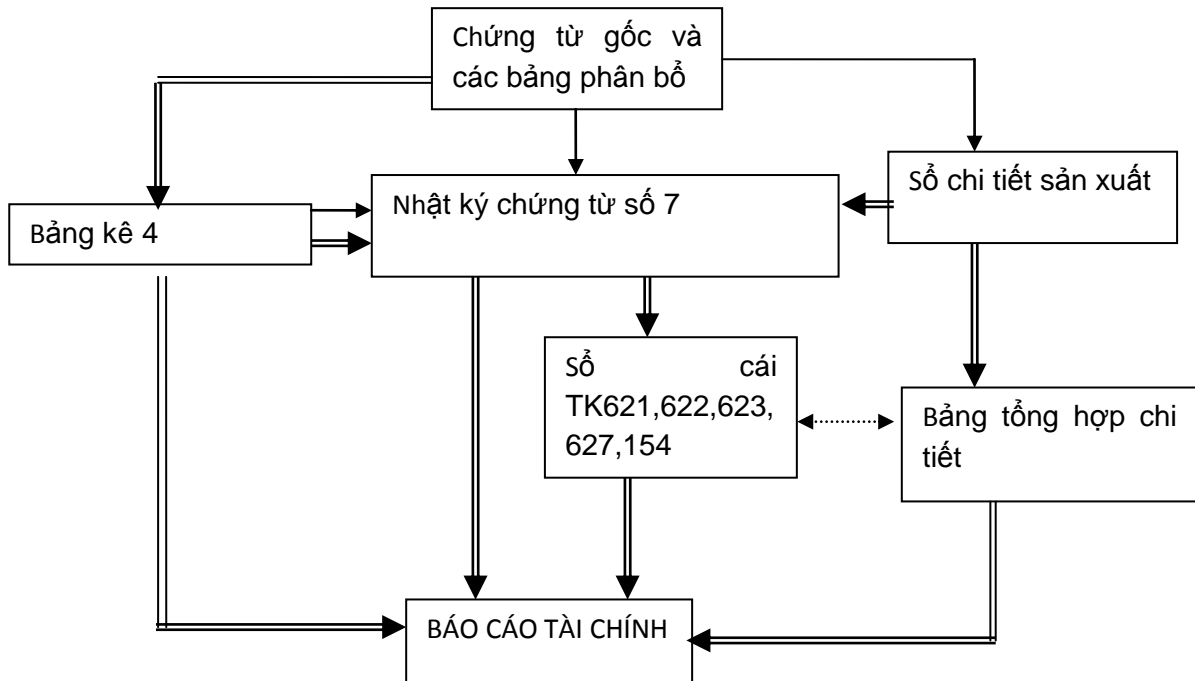 Chứng từ gốc và
các bảng phân bổ
Sổ chi tiết sản xuất
Nhật ký chứng từ số 7
Bảng kê 4
Sổ cái
TK621,622,623,
627,154
Bảng tổng hợp chi
tiết
BÁO CÁO TÀI CHÍNH